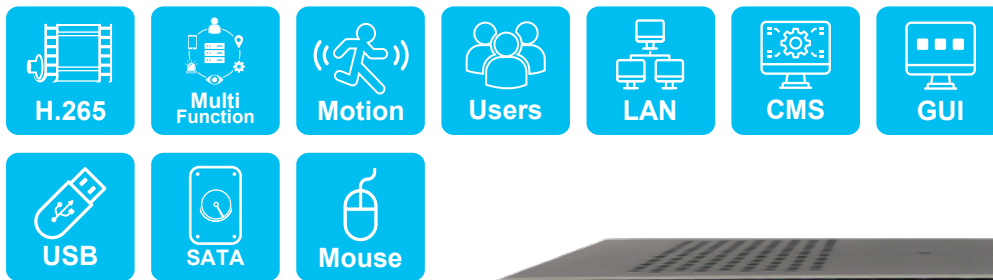 H.265
Multi
Function
Motion
Users
LAN
CMS
GUI
USB
SATA
Mouse